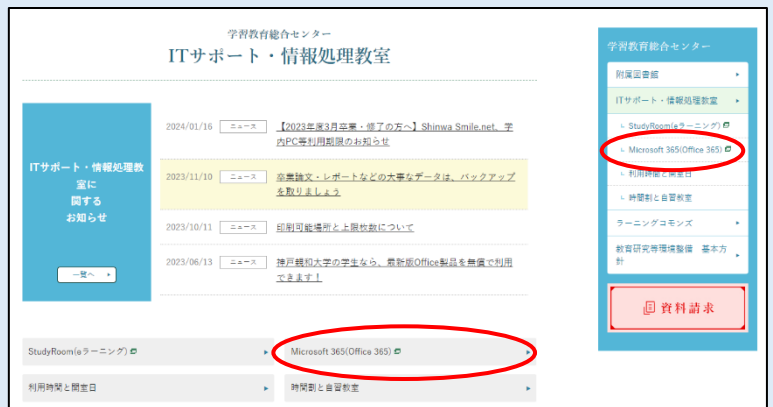 学習教育総合センター
ITサポート・情報処理教室
ITサポート・情報処理教
室に
関する
お知らせ
一覧へ
2024/01/16 ニュース 【2023年度3月卒業・修了の方へ】Shinwa Smile.net、学
内PC等利用期限のお知らせ
2023/11/10 ニュース 卒業論文・レポートなどの大事なデータは、バックアップ
を取りましょう
2023/10/11 ニュース 印刷可能場所と上限枚数について
2023/06/13 ニュース 神戸親和大学の学生なら、最新版Office製品を無償で利用
できます！
StudyRoom(eラーニング)
Microsoft 365(Office 365)
利用時間と開室日
時間割と自習教室
学習教育総合センター
附属図書館
ITサポート・情報処理教室
StudyRoom(eラーニング)
Microsoft 365(Office 365)
利用時間と開室日
時間割と自習教室
ラーニングコモンズ
教育研究等環境整備 基本方
針
資料請求